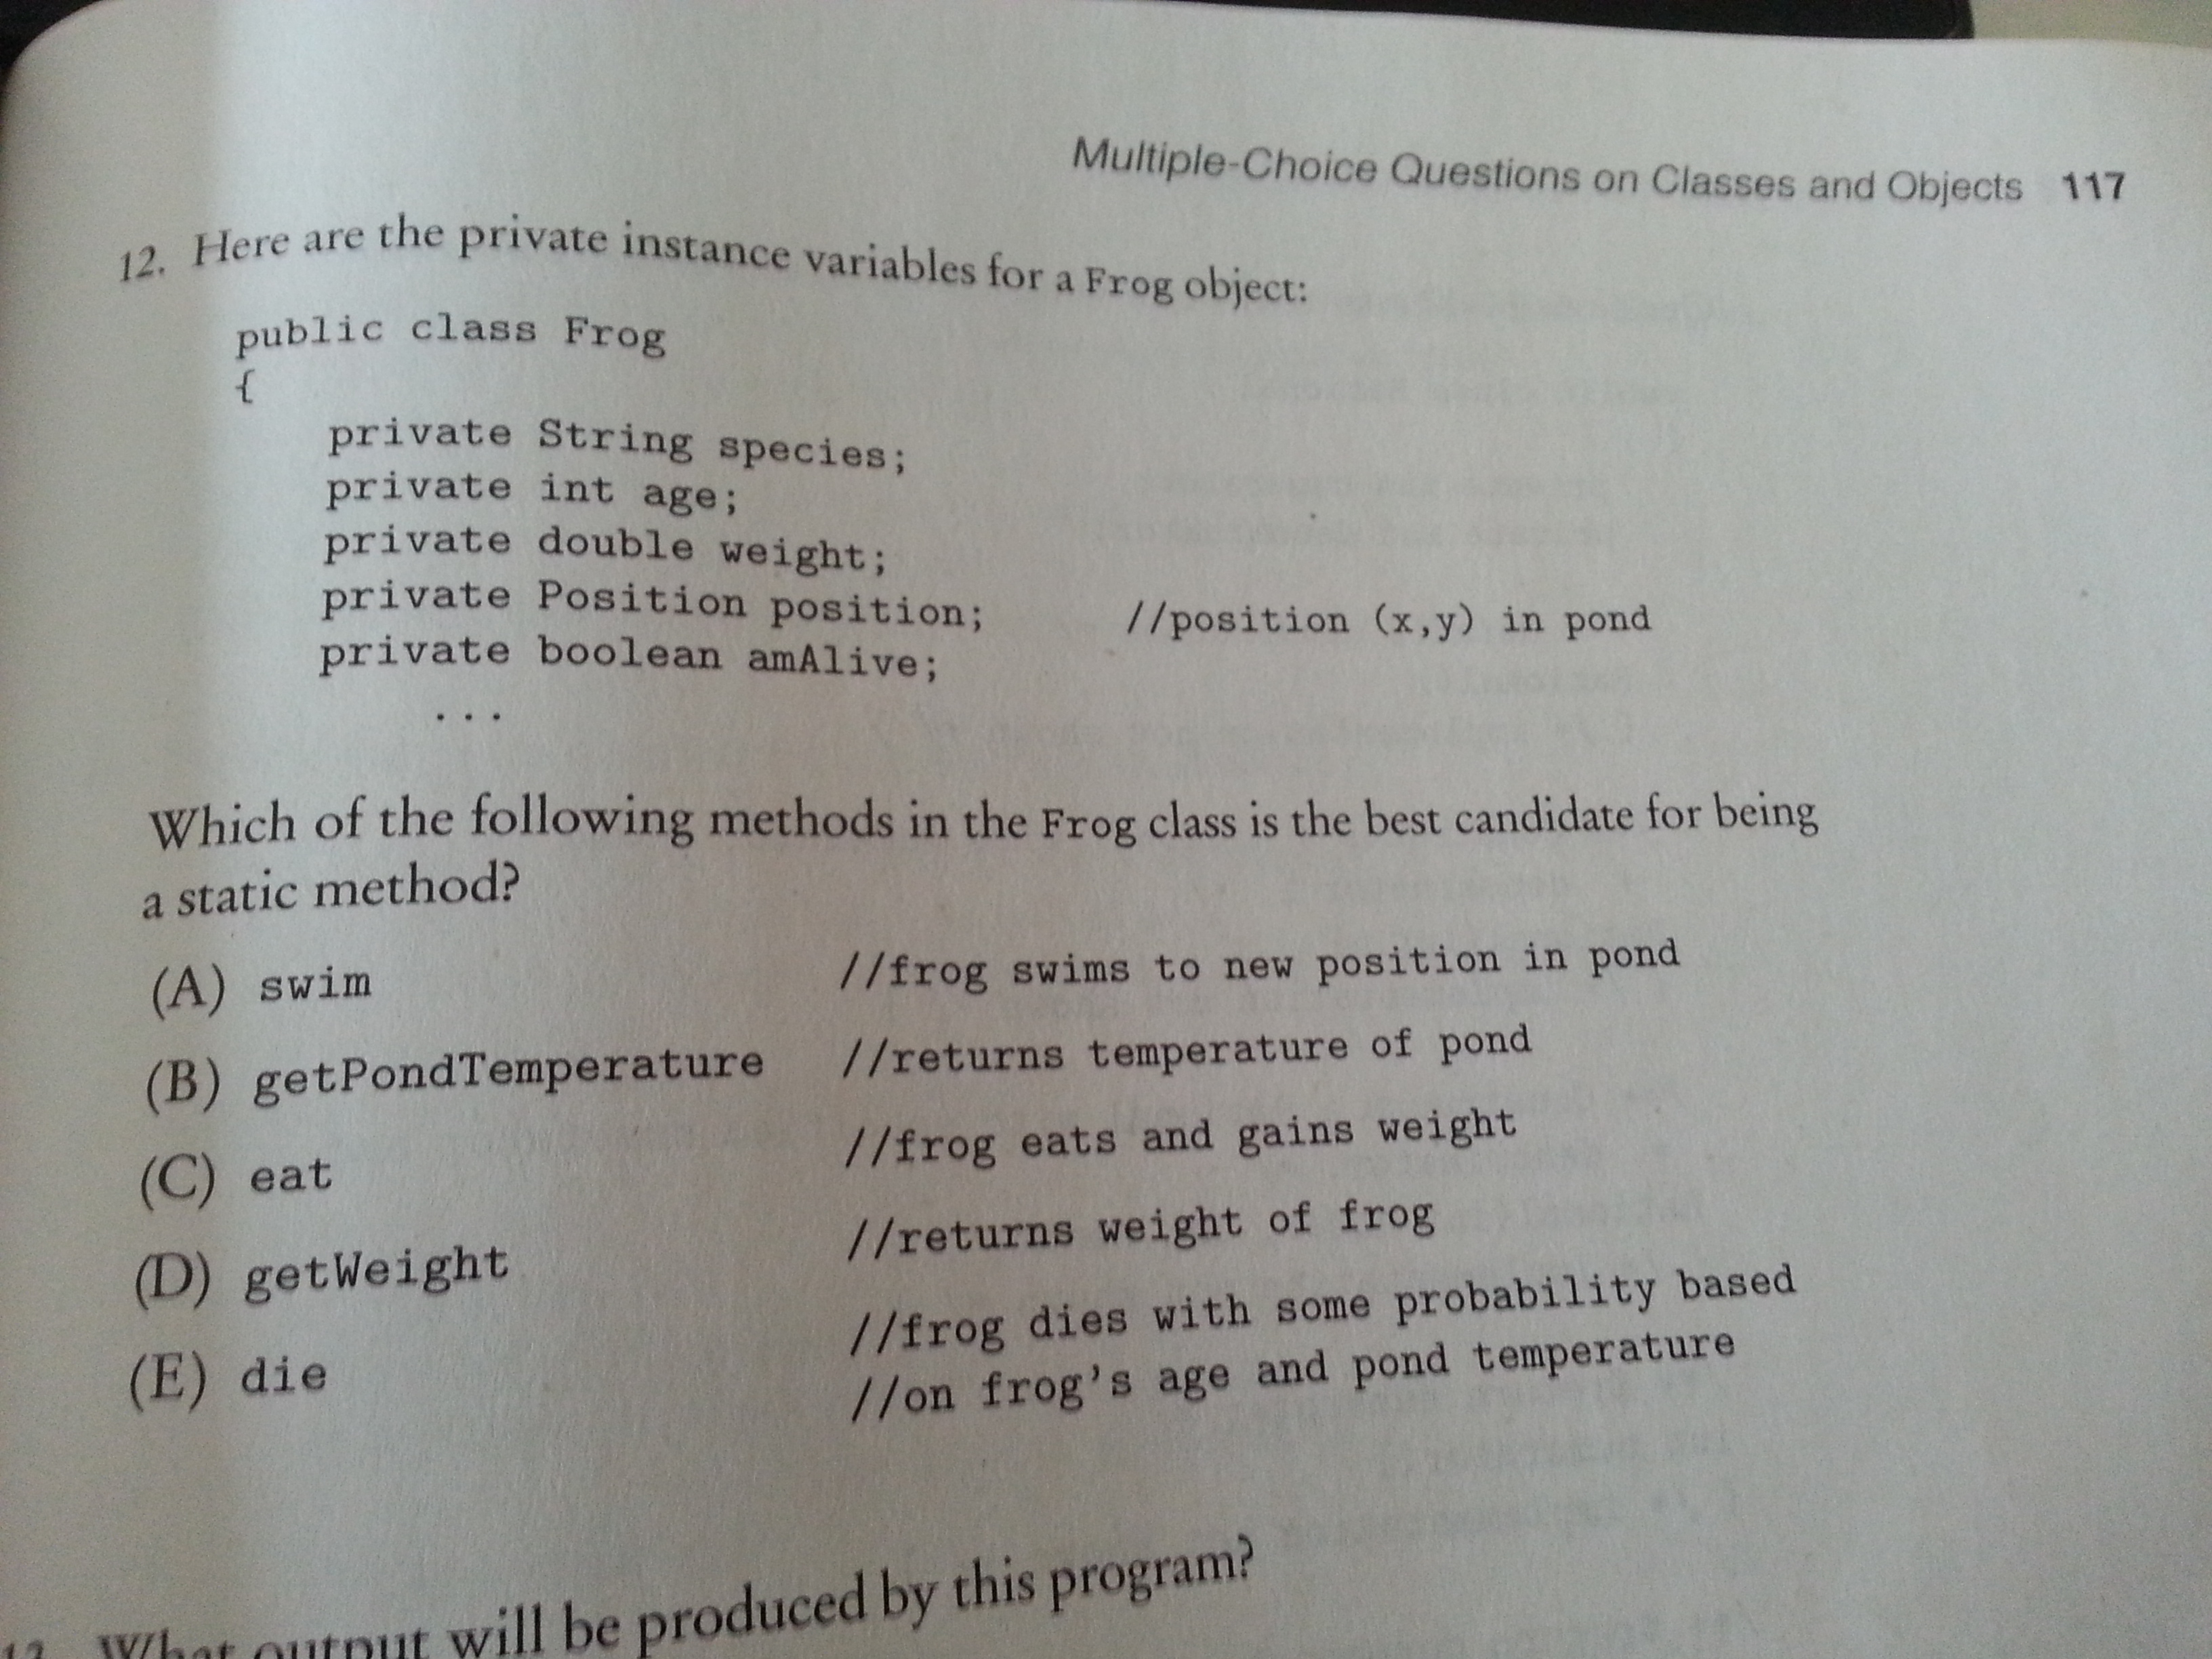 Multiple-Choice Questions on Classes and Objects 117
12. Here are the private instance variables for a Frog object:
public class Frog
{
private String species;
private int age;
private double weight;
private Position position; //position (x,y) in pond
private boolean amAlive;
...
Which of the following methods in the Frog class is the best candidate for being
a static method?
(A) swim //frog swims to new position in pond
(B) getPondTemperature //returns temperature of pond
(C) eat //frog eats and gains weight
(D) getWeight //returns weight of frog
(E) die //frog dies with some probability based
//on frog's age and pond temperature
What output will be produced by this program?